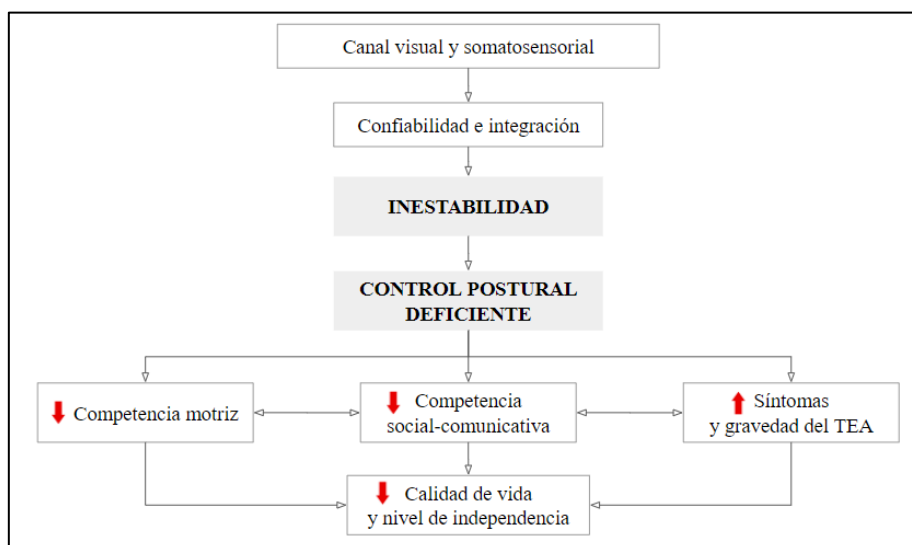 Canal visual y somatosensorial
Confiabilidad e integración
INESTABILIDAD
CONTROL POSTURAL
DEFICIENTE
Competencia motriz
Competencia
social-comunicativa
Síntomas
y gravedad del TEA
Calidad de vida
y nivel de independencia